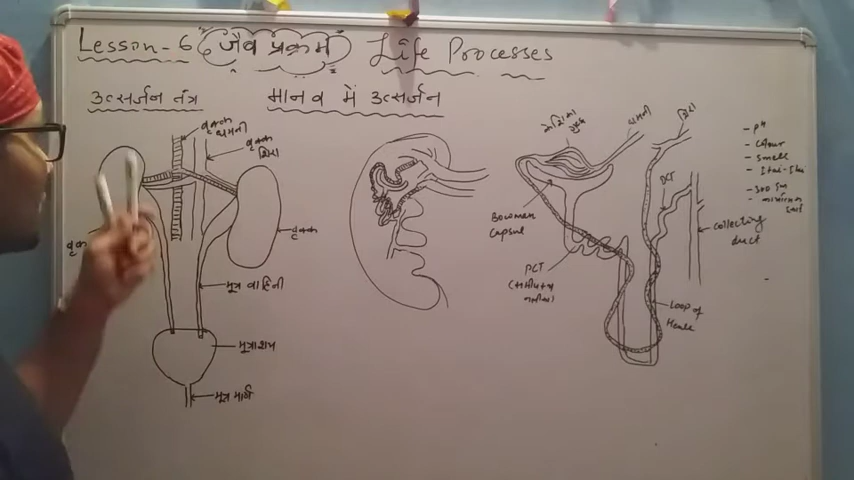 Lesson-6 जैव प्रक्रम Life Processes
उत्सर्जन तंत्र मानव में उत्सर्जन
वृक्क
धमनी
वृक्क
शिरा
वृक्क
मूत्र वाहिनी
मूत्राशय
मूत्र मार्ग
धमनी
शिरा
Bowman
Capsule
PCT
DCT
Collecting
duct
Loop of
Henle
- PH
- Colour
- Smell